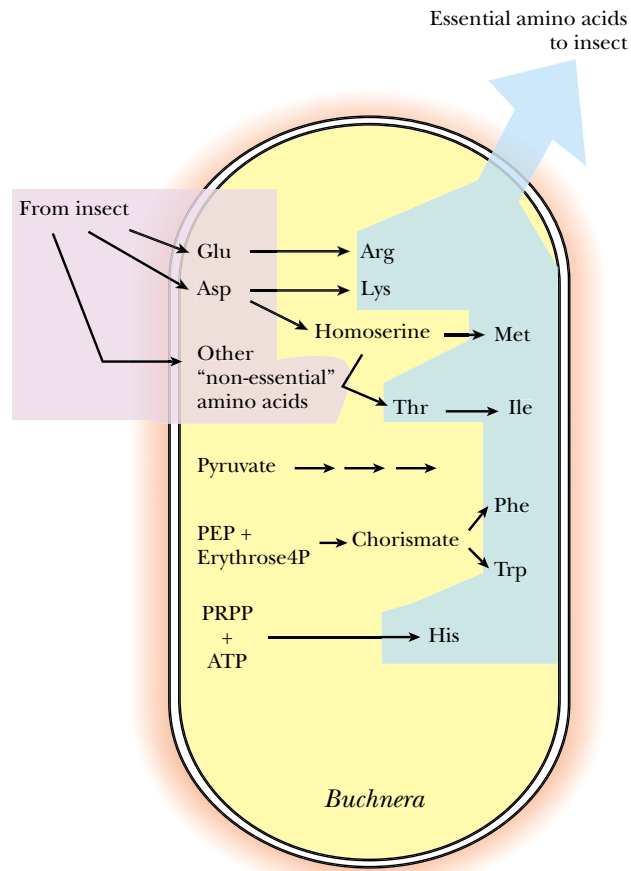 Essential amino acids
to insect
From insect
Glu
Arg
Asp
Lys
Homoserine
Met
Other
“non-essential”
amino acids
Thr
Ile
Pyruvate
Phe
PEP +
Erythrose4P
Chorismate
Trp
PRPP
+
ATP
His
Buchnera